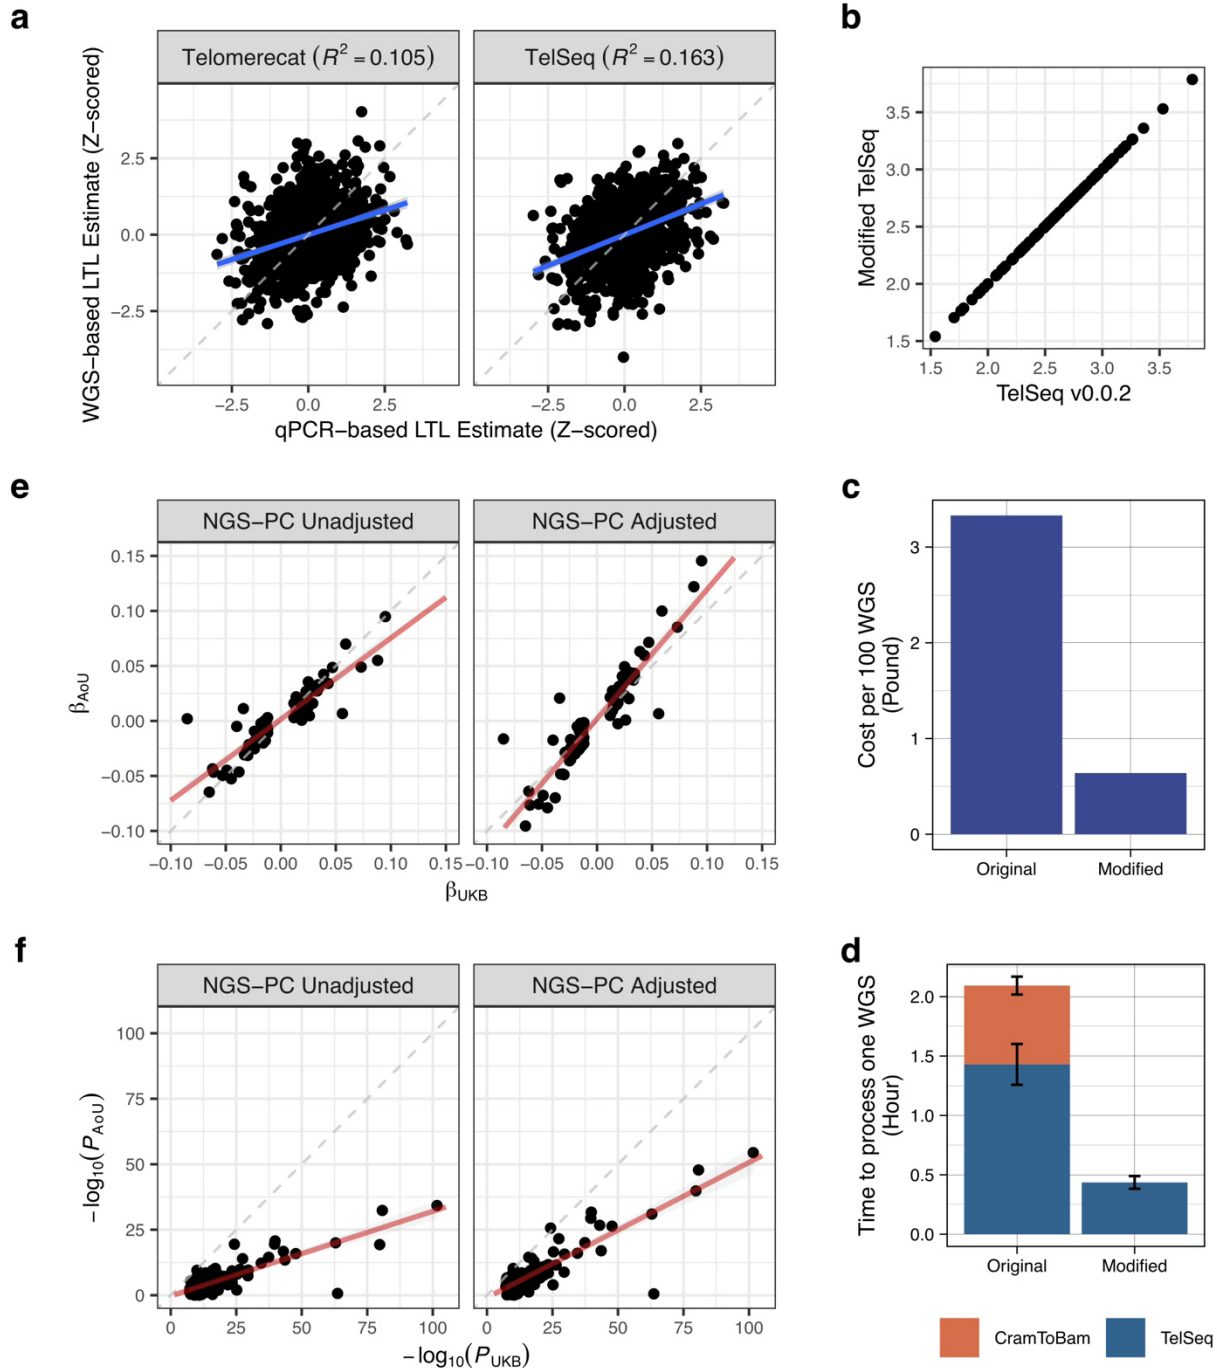 a
Telomerecat (R² = 0.105)
TelSeq (R² = 0.163)
WGS−based LTL Estimate (Z−scored)
2.5
0.0
−2.5
−2.5 0.0 2.5
−2.5 0.0 2.5
qPCR−based LTL Estimate (Z−scored)
b
Modified TelSeq
3.5
3.0
2.5
2.0
1.5
1.5 2.0 2.5 3.0 3.5
TelSeq v0.0.2
e
NGS−PC Unadjusted
NGS−PC Adjusted
βAoU
0.15
0.10
0.05
0.00
−0.05
−0.10
−0.10 −0.05 0.00 0.05 0.10 0.15
−0.10 −0.05 0.00 0.05 0.10 0.15
βUKB
c
Cost per 100 WGS
(Pound)
3
2
1
0
Original Modified
f
NGS−PC Unadjusted
NGS−PC Adjusted
−log₁₀(PAoU)
100
75
50
25
0
0 25 50 75 100
0 25 50 75 100
−log₁₀(PUKB)
d
Time to process one WGS
(Hour)
2.0
1.5
1.0
0.5
0.0
Original Modified
CramToBam TelSeq